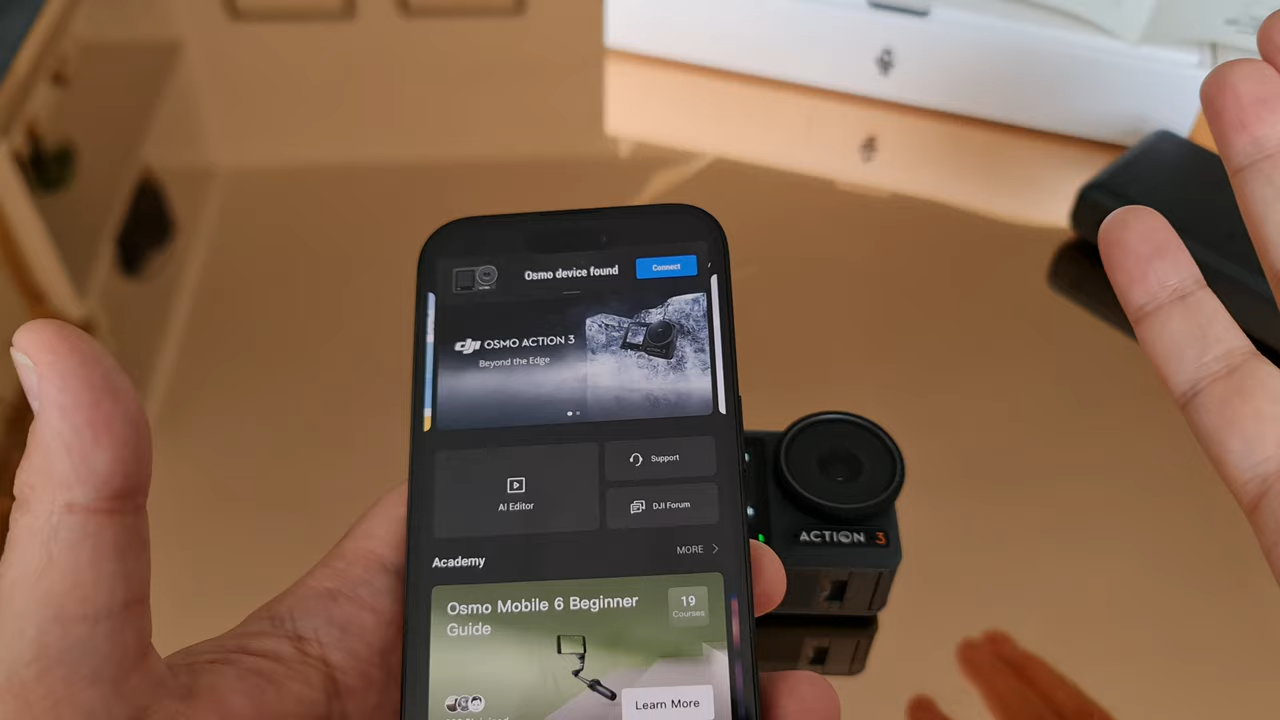 Osmo device found
Connect
dji OSMO ACTION 3
Beyond the Edge
AI Editor
Support
DJI Forum
Academy
MORE
Osmo Mobile 6 Beginner
Guide
19
Courses
Learn More
ACTION 3